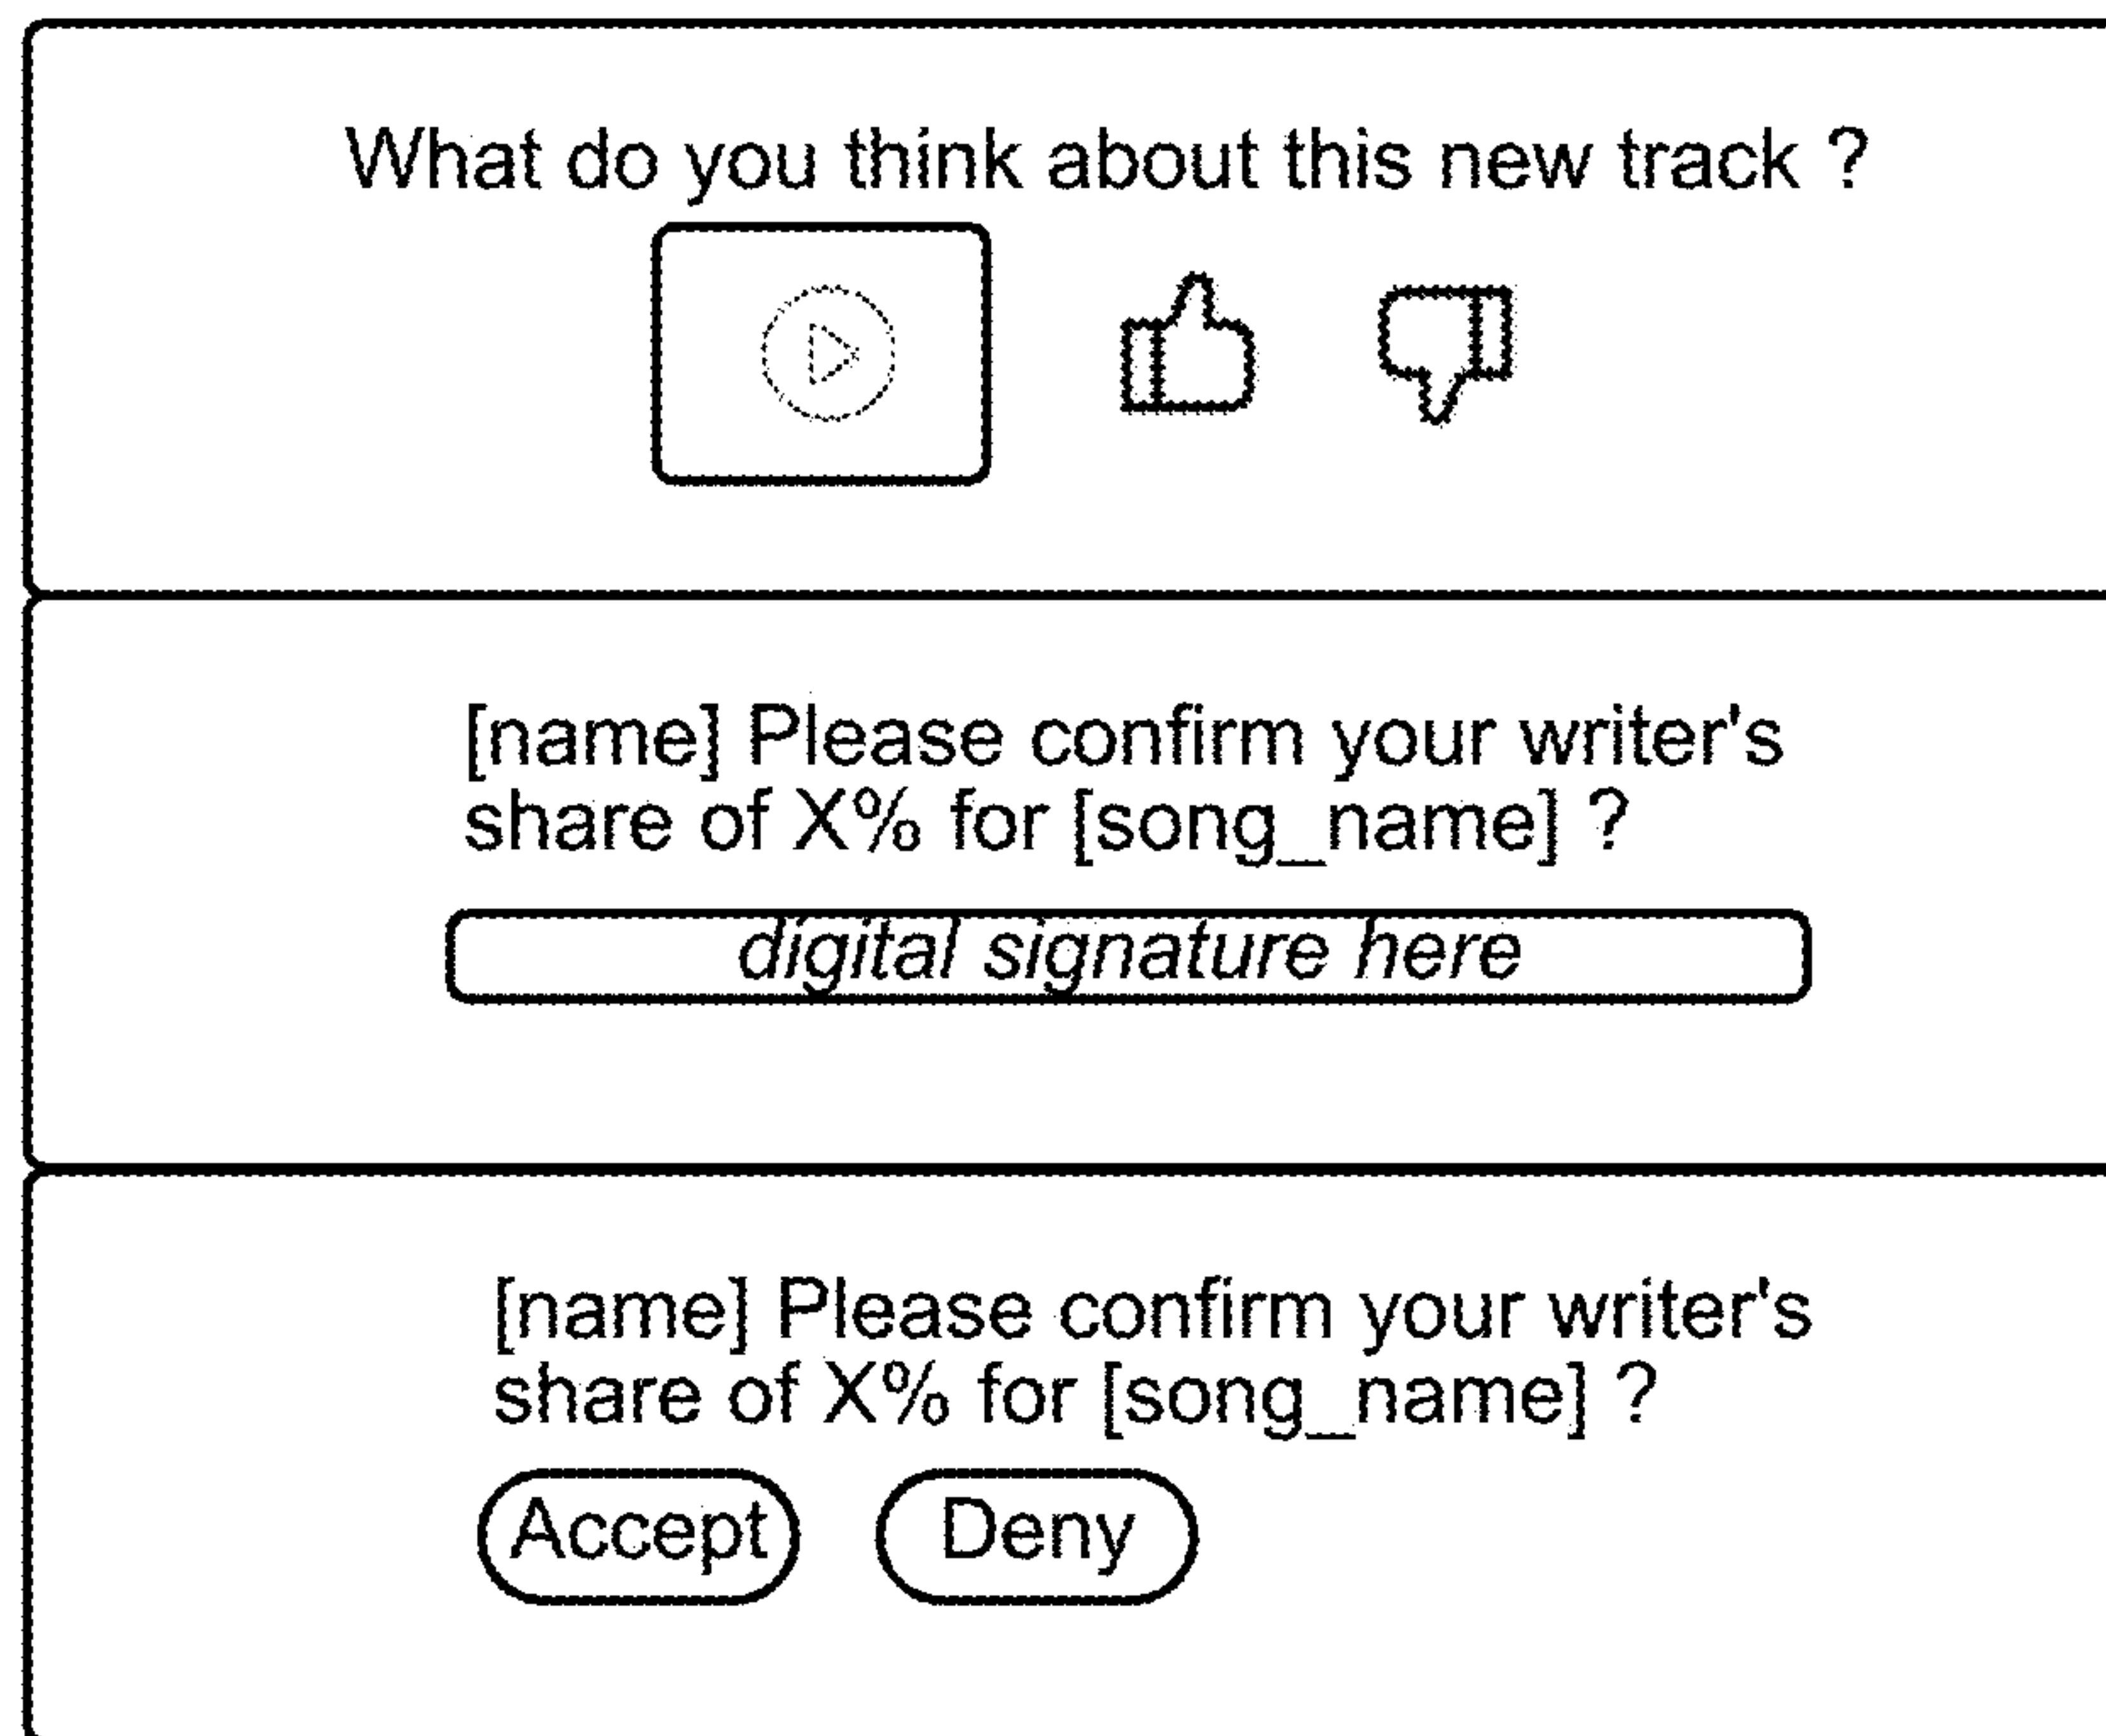 What do you think about this new track ?
[name] Please confirm your writer's
share of X% for [song_name] ?
digital signature here
[name] Please confirm your writer's
share of X% for [song_name] ?
Accept Deny